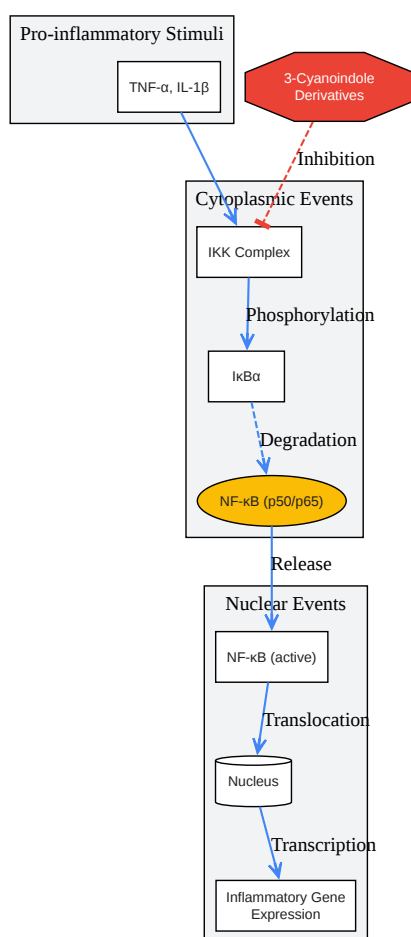 Pro-inflammatory Stimuli
TNF-α, IL-1β
3-Cyanoindole
Derivatives
Inhibition
Cytoplasmic Events
IKK Complex
Phosphorylation
IκBα
Degradation
NF-κB (p50/p65)
Release
Nuclear Events
NF-κB (active)
Translocation
Nucleus
Transcription
Inflammatory Gene
Expression